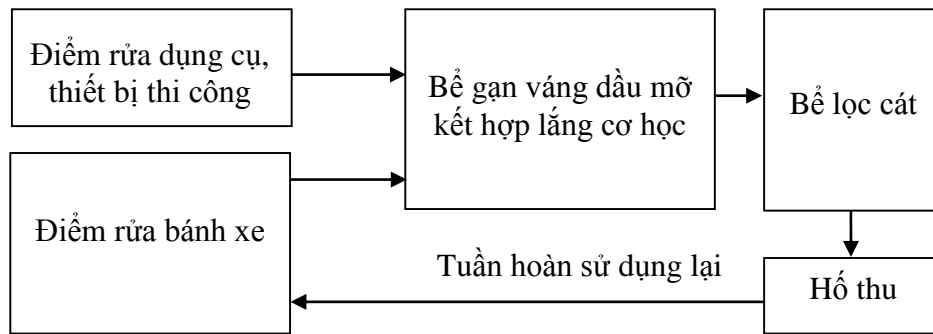 Điểm rửa dụng cụ,
thiết bị thi công
Bể gạn váng dầu mỡ
kết hợp lắng cơ học
Bể lọc cát
Điểm rửa bánh xe
Tuần hoàn sử dụng lại
Hố thu